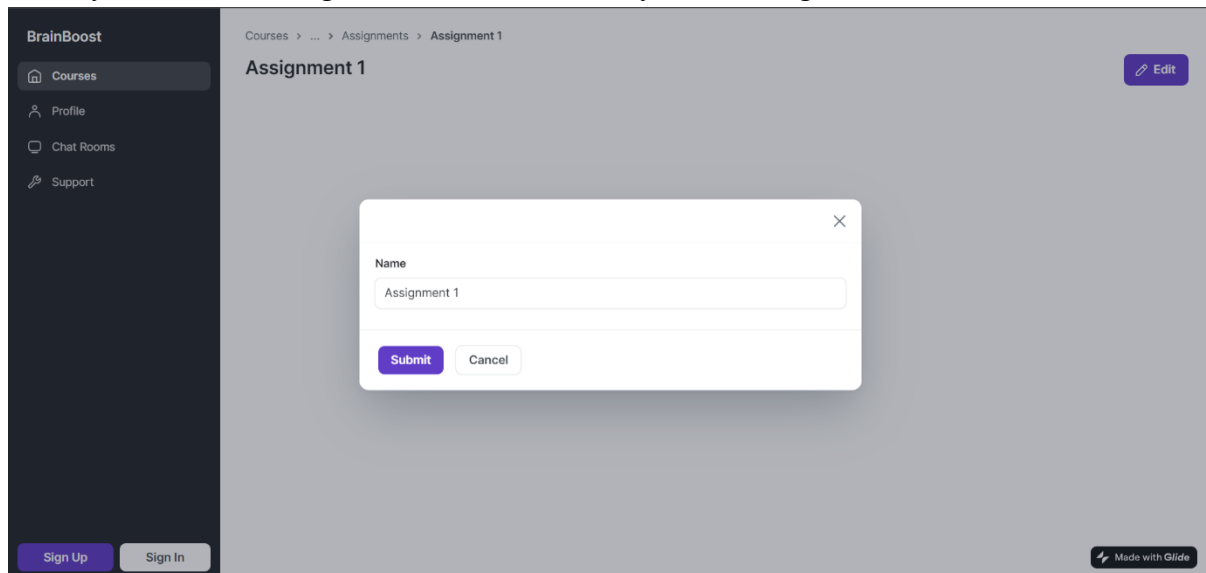 BrainBoost
Courses
Profile
Chat Rooms
Support
Sign Up
Sign In
Courses > ... > Assignments > Assignment 1
Assignment 1
Edit
Name
Assignment 1
Submit
Cancel
Made with Glide